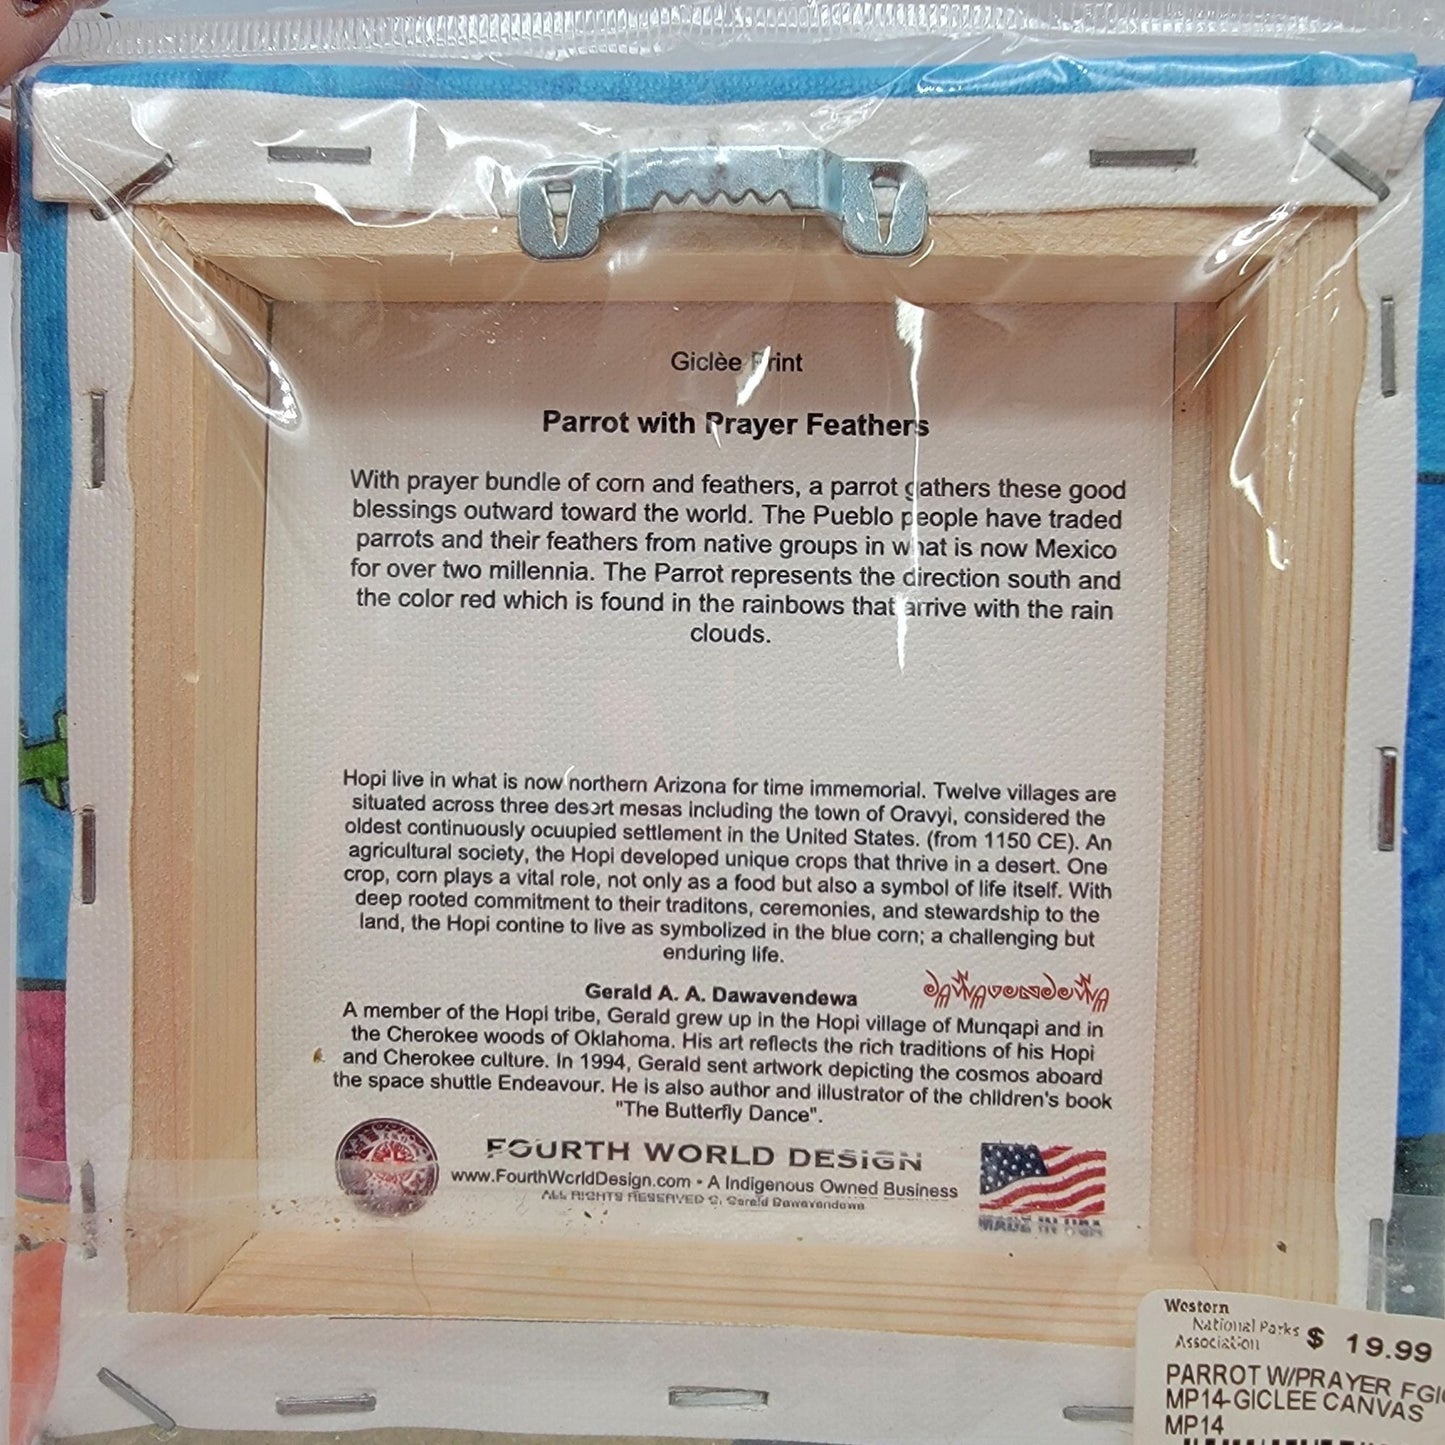 Giclèe Print
Parrot with Prayer Feathers
With prayer bundle of corn and feathers, a parrot gathers these good
blessings outward toward the world. The Pueblo people have traded
parrots and their feathers from native groups in what is now Mexico
for over two millennia. The Parrot represents the direction south and
the color red which is found in the rainbows that arrive with the rain
clouds.
Hopi live in what is now northern Arizona for time immemorial. Twelve villages are
situated across three desert mesas including the town of Oravyi, considered the
oldest continuously ocuupied settlement in the United States. (from 1150 CE). An
agricultural society, the Hopi developed unique crops that thrive in a desert. One
crop, corn plays a vital role, not only as a food but also a symbol of life itself. With
deep rooted commitment to their traditons, ceremonies, and stewardship to the
land, the Hopi contine to live as symbolized in the blue corn; a challenging but
enduring life.
Gerald A. A. Dawavendewa
DAWAVENDEWA
A member of the Hopi tribe, Gerald grew up in the Hopi village of Munqapi and in
the Cherokee woods of Oklahoma. His art reflects the rich traditions of his Hopi
and Cherokee culture. In 1994, Gerald sent artwork depicting the cosmos aboard
the space shuttle Endeavour. He is also author and illustrator of the children's book
"The Butterfly Dance".
FOURTH WORLD DESIGN
www.FourthWorldDesign.com • A Indigenous Owned Business
ALL RIGHTS RESERVED ©. Gerald Dawavendewa
MADE IN USA
Western
National Parks
Association
$ 19.99
PARROT W/PRAYER FGI
MP14-GICLEE CANVAS
MP14